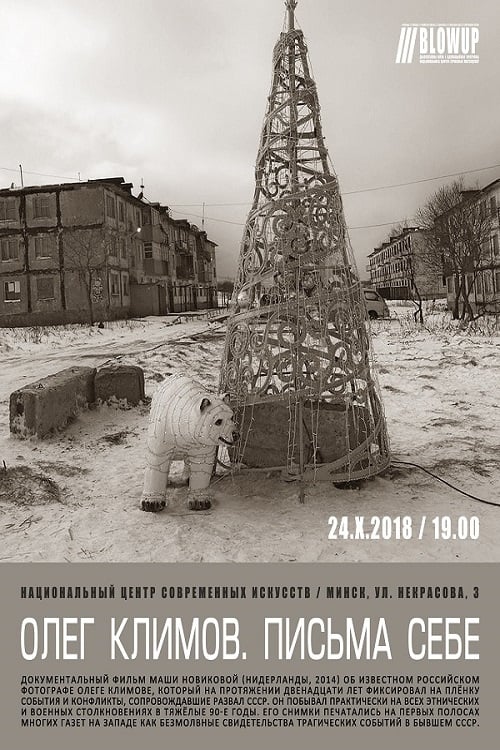 BLOWUP
24.X.2018 / 19.00
НАЦИОНАЛЬНЫЙ ЦЕНТР СОВРЕМЕННЫХ ИСКУССТВ / МИНСК, УЛ. НЕКРАСОВА, 3
ОЛЕГ КЛИМОВ. ПИСЬМА СЕБЕ
ДОКУМЕНТАЛЬНЫЙ ФИЛЬМ МАШИ НОВИКОВОЙ (НИДЕРЛАНДЫ, 2014) ОБ ИЗВЕСТНОМ РОССИЙСКОМ
ФОТОГРАФЕ ОЛЕГЕ КЛИМОВЕ, КОТОРЫЙ НА ПРОТЯЖЕНИИ ДВЕНАДЦАТИ ЛЕТ ФИКСИРОВАЛ НА ПЛЁНКУ
СОБЫТИЯ И КОНФЛИКТЫ, СОПРОВОЖДАВШИЕ РАЗВАЛ СССР. ОН ПОБЫВАЛ ПРАКТИЧЕСКИ НА ВСЕХ ЭТНИЧЕСКИХ
И ВОЕННЫХ СТОЛКНОВЕНИЯХ В ТЯЖЁЛЫЕ 90-Е ГОДЫ. ЕГО СНИМКИ ПЕЧАТАЛИСЬ НА ПЕРВЫХ ПОЛОСАХ
МНОГИХ ГАЗЕТ НА ЗАПАДЕ КАК БЕЗМОЛВНЫЕ СВИДЕТЕЛЬСТВА ТРАГИЧЕСКИХ СОБЫТИЙ В БЫВШЕМ СССР.